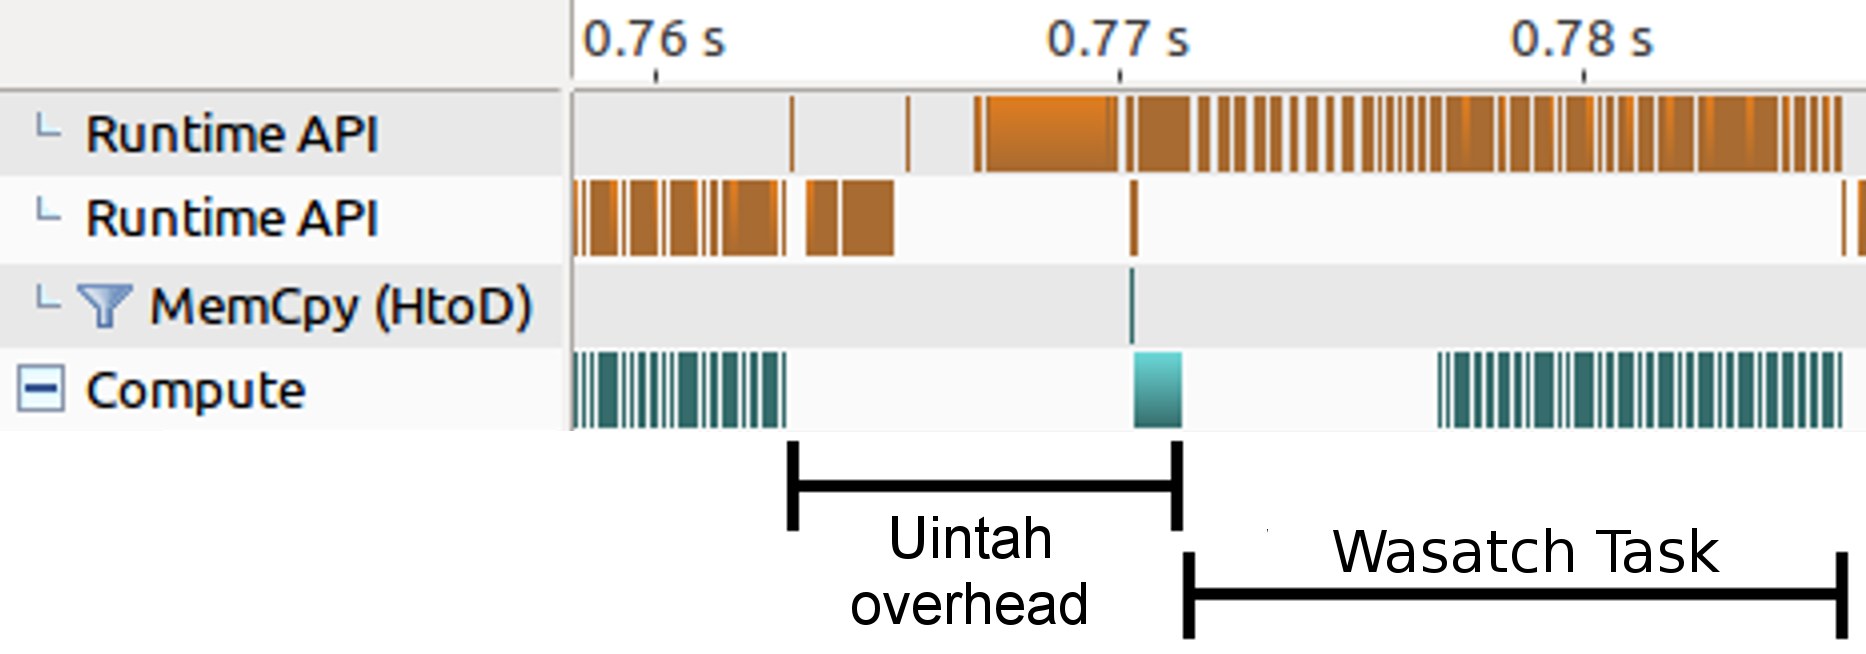 0.76 s 0.77 s 0.78 s
Runtime API
Runtime API
MemCpy (HtoD)
Compute
Uintah
overhead
Wasatch Task